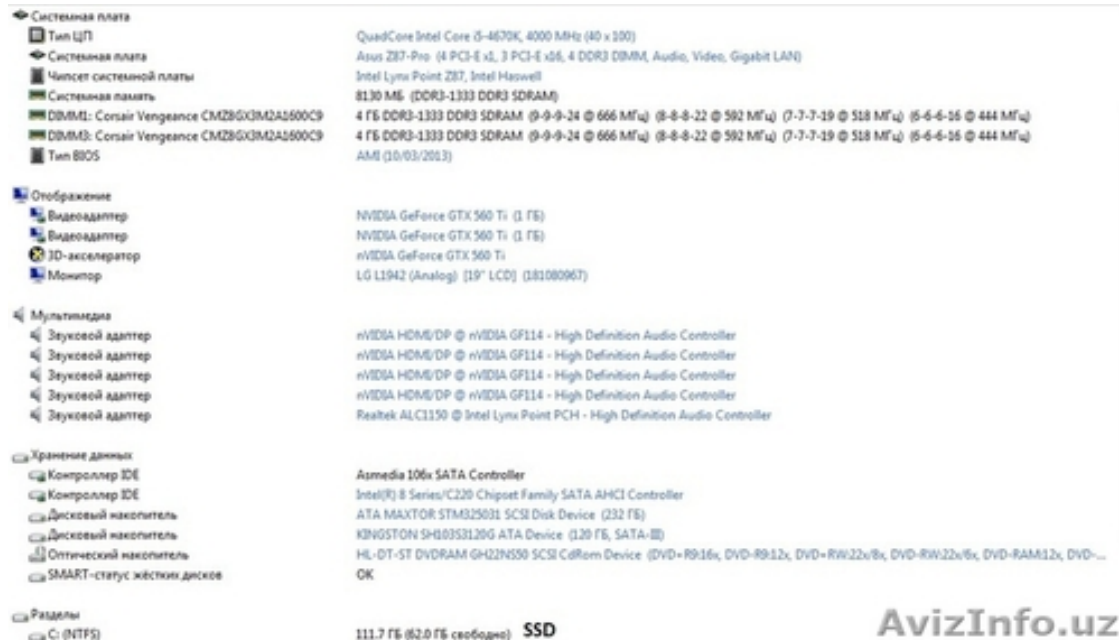 Системная плата
Тип ЦП QuadCore Intel Core i5-4670K, 4000 MHz (40 x 100)
Системная плата Asus Z87-Pro (4 PCI-E x1, 3 PCI-E x16, 4 DDR3 DIMM, Audio, Video, Gigabit LAN)
Чипсет системной платы Intel Lynx Point Z87, Intel Haswell
Системная память 8130 МБ (DDR3-1333 DDR3 SDRAM)
DIMM1: Corsair Vengeance CMZ8GX3M2A1600C9 4 ГБ DDR3-1333 DDR3 SDRAM (9-9-9-24 @ 666 МГц) (8-8-8-22 @ 592 МГц) (7-7-7-19 @ 518 МГц) (6-6-6-16 @ 444 МГц)
DIMM3: Corsair Vengeance CMZ8GX3M2A1600C9 4 ГБ DDR3-1333 DDR3 SDRAM (9-9-9-24 @ 666 МГц) (8-8-8-22 @ 592 МГц) (7-7-7-19 @ 518 МГц) (6-6-6-16 @ 444 МГц)
Тип BIOS AMI (10/03/2013)
Отображение
Видеоадаптер NVIDIA GeForce GTX 560 Ti (1 ГБ)
Видеоадаптер NVIDIA GeForce GTX 560 Ti (1 ГБ)
3D-акселератор nVIDIA GeForce GTX 560 Ti
Монитор LG L1942 (Analog) [19" LCD] (181080967)
Мультимедиа
Звуковой адаптер nVIDIA HDMI/DP @ nVIDIA GF114 - High Definition Audio Controller
Звуковой адаптер nVIDIA HDMI/DP @ nVIDIA GF114 - High Definition Audio Controller
Звуковой адаптер nVIDIA HDMI/DP @ nVIDIA GF114 - High Definition Audio Controller
Звуковой адаптер nVIDIA HDMI/DP @ nVIDIA GF114 - High Definition Audio Controller
Звуковой адаптер Realtek ALC1150 @ Intel Lynx Point PCH - High Definition Audio Controller
Хранение данных
Контроллер IDE Asmedia 106x SATA Controller
Контроллер IDE Intel(R) 8 Series/C220 Chipset Family SATA AHCI Controller
Дисковый накопитель ATA MAXTOR STM325031 SCSI Disk Device (232 ГБ)
Дисковый накопитель KINGSTON SH103S3120G ATA Device (120 ГБ, SATA-III)
Оптический накопитель HL-DT-ST DVDRAM GH22NS50 SCSI CdRom Device (DVD+R9:16x, DVD-R9:12x, DVD+RW:22x/8x, DVD-RW:22x/6x, DVD-RAM:12x, DVD-...
SMART-статус жёстких дисков OK
Разделы
C: (NTFS) 111.7 ГБ (62.0 ГБ свободно) SSD
AvizInfo.uz